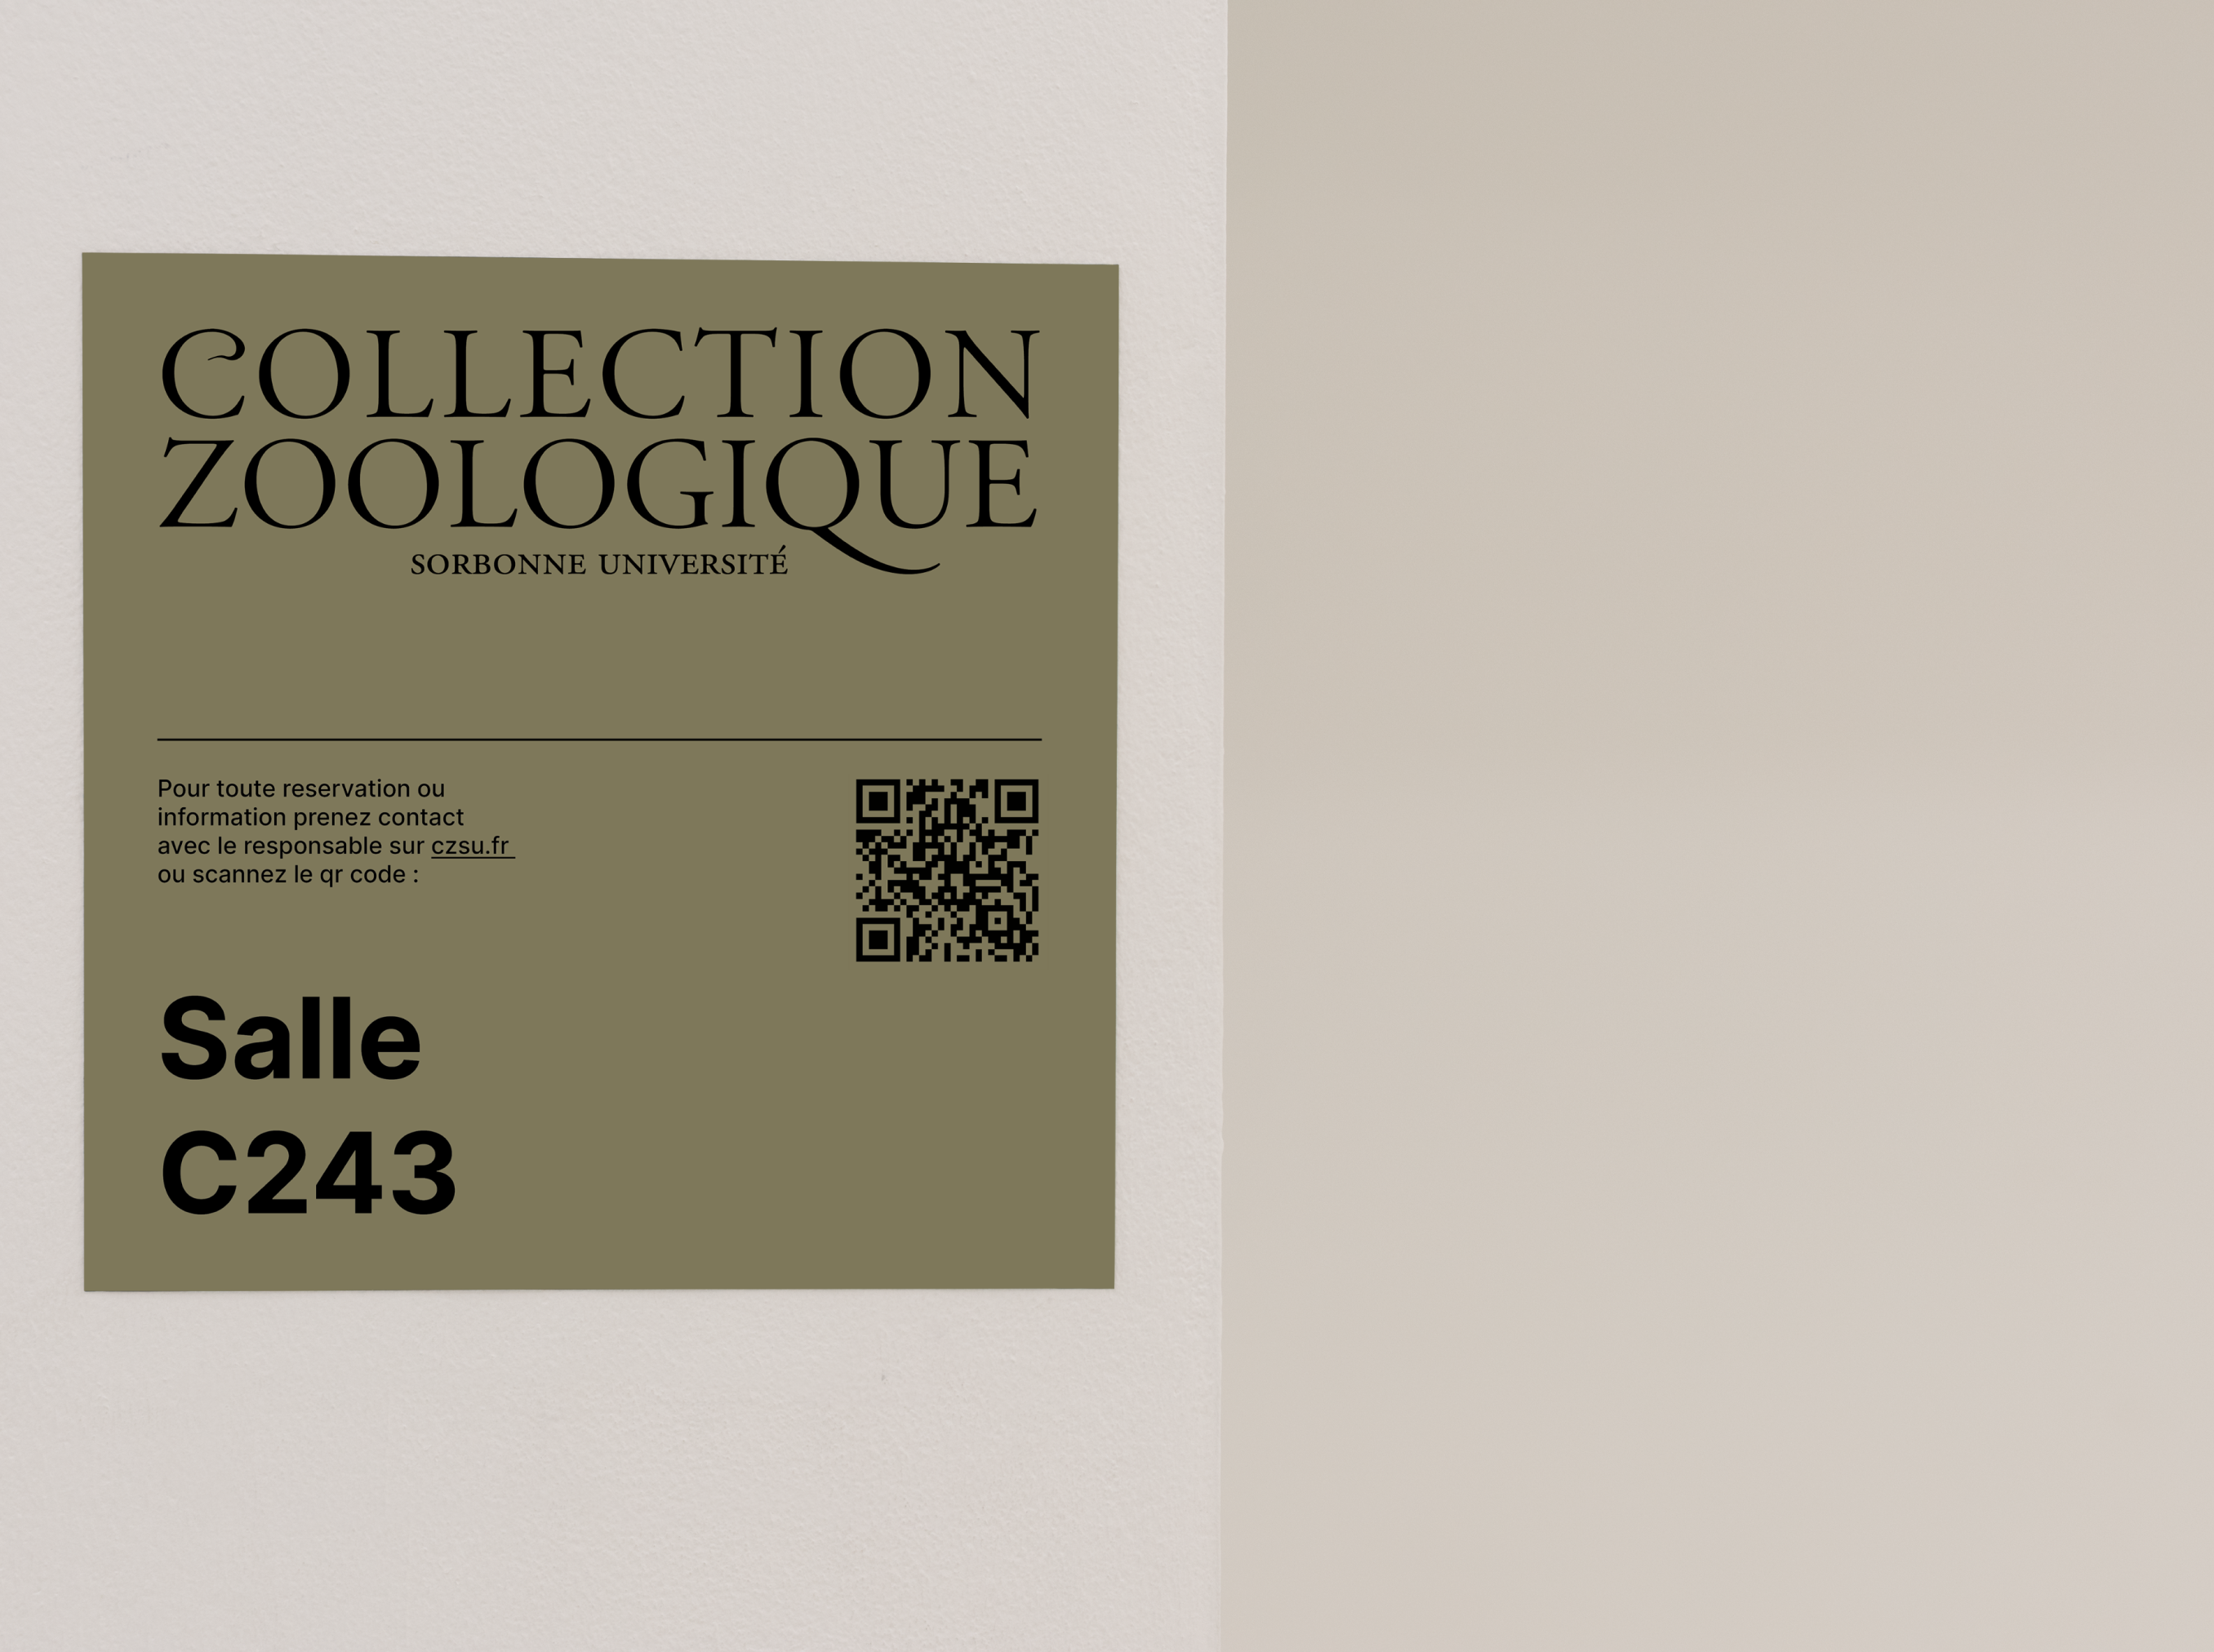 COLLECTION
ZOOLOGIQUE
SORBONNE UNIVERSITÉ
Pour toute reservation ou
information prenez contact
avec le responsable sur czsu.fr
ou scannez le qr code :
Salle
C243